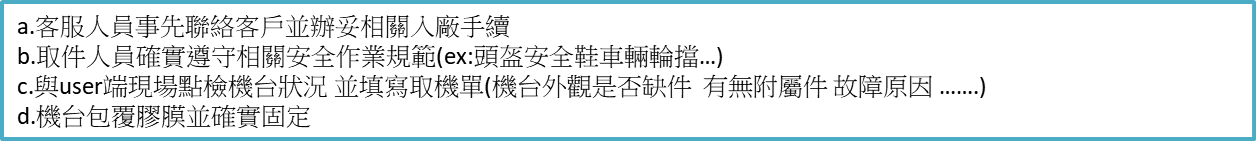 a.客服人員事先聯絡客戶並辦妥相關入廠手續
b.取件人員確實遵守相關安全作業規範(ex:頭盔安全鞋車輛輪擋…)
c.與user端現場點檢機台狀況 並填寫取機單(機台外觀是否缺件 有無附屬件 故障原因 …….)
d.機台包覆膠膜並確實固定